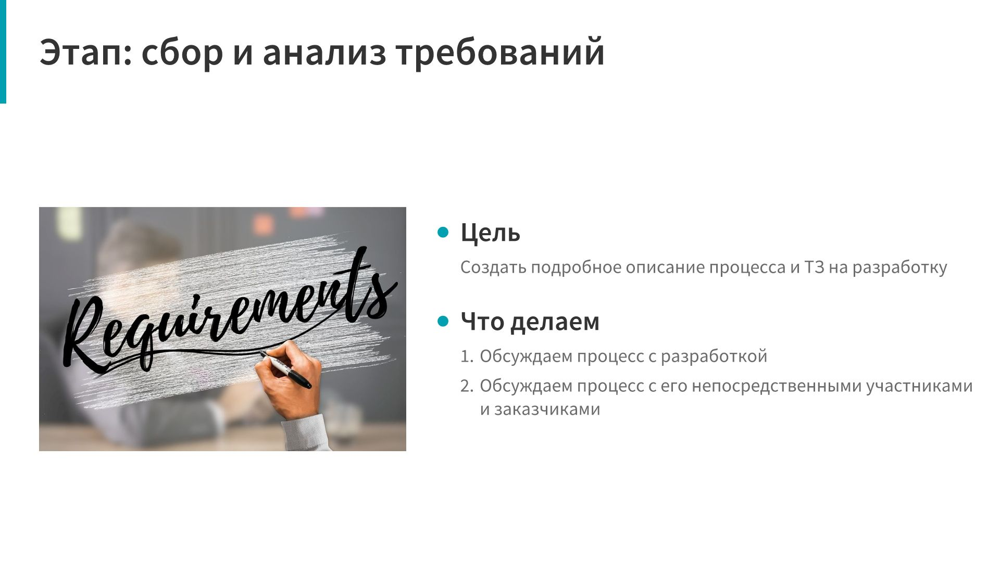 Этап: сбор и анализ требований
Requirements
Цель
Создать подробное описание процесса и ТЗ на разработку
Что делаем
1. Обсуждаем процесс с разработкой
2. Обсуждаем процесс с его непосредственными участниками
и заказчиками